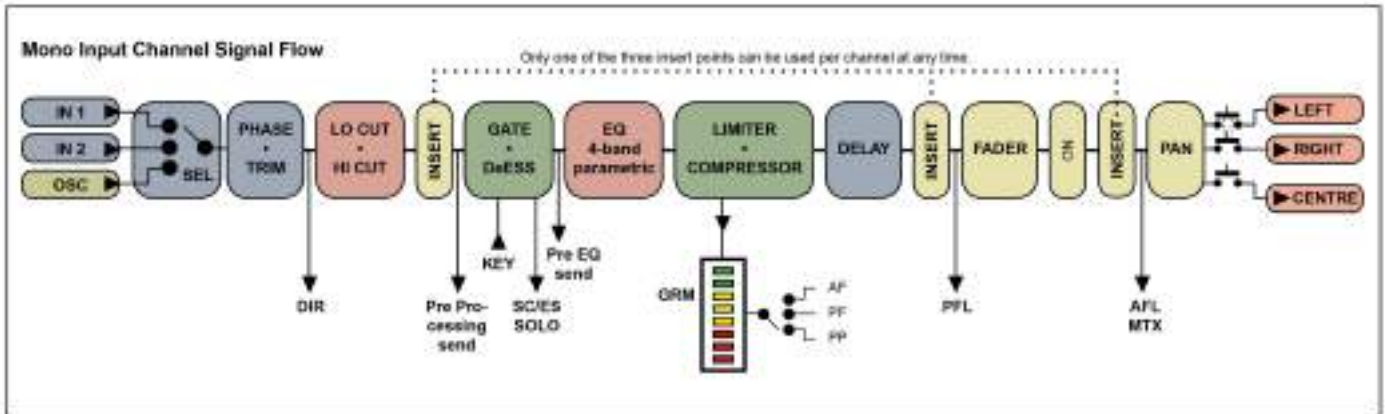 Mono Input Channel Signal Flow
Only one of the three insert points can be used per channel at any time.
IN 1
IN 2
OSC
SEL
PHASE
TRIM
LO CUT
HI CUT
INSERT
GATE
DeESS
EQ
4-band
parametric
LIMITER
COMPRESSOR
DELAY
INSERT
FADER
ON
INSERT
PAN
LEFT
RIGHT
CENTRE
DIR
Pre Pro-
cessing
send
KEY
SC/ES
SOLO
Pre EQ
send
GRM
AF
PF
PP
PFL
AFL
MTX